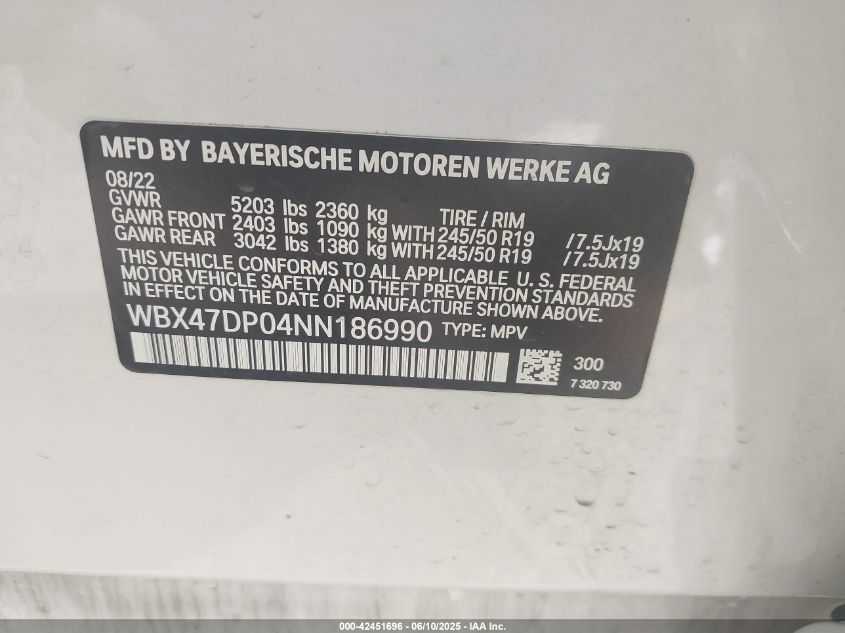 MFD BY BAYERISCHE MOTOREN WERKE AG
08/22
GVWR 5203 lbs 2360 kg TIRE / RIM
GAWR FRONT 2403 lbs 1090 kg WITH 245/50 R19 /7.5Jx19
GAWR REAR 3042 lbs 1380 kg WITH 245/50 R19 /7.5Jx19
THIS VEHICLE CONFORMS TO ALL APPLICABLE U. S. FEDERAL
MOTOR VEHICLE SAFETY AND THEFT PREVENTION STANDARDS
IN EFFECT ON THE DATE OF MANUFACTURE SHOWN ABOVE.
WBX47DP04NN186990 TYPE: MPV
300
7 320 730
000-42451696 - 06/10/2025 - IAA Inc.